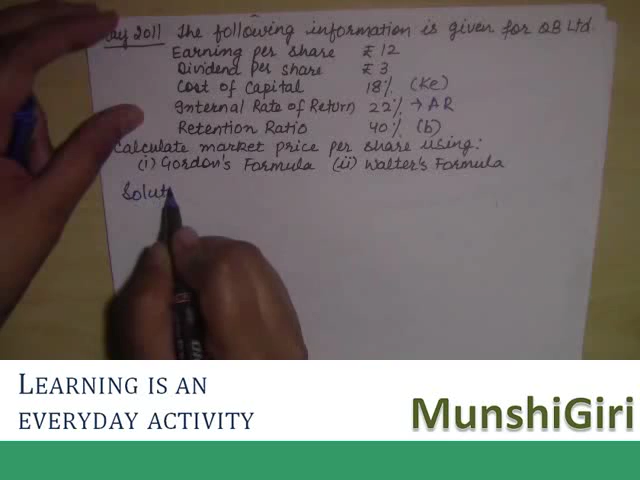 May 2011 The following information is given for QB Ltd.
Earning per share ₹ 12
Dividend per share ₹ 3
Cost of Capital 18% (Ke)
Internal Rate of Return 22% → AR
Retention Ratio 40% (b)
Calculate market price per share using:
(i) Gordon's Formula (ii) Walter's Formula
Solut
LEARNING IS AN
EVERYDAY ACTIVITY
MunshiGiri